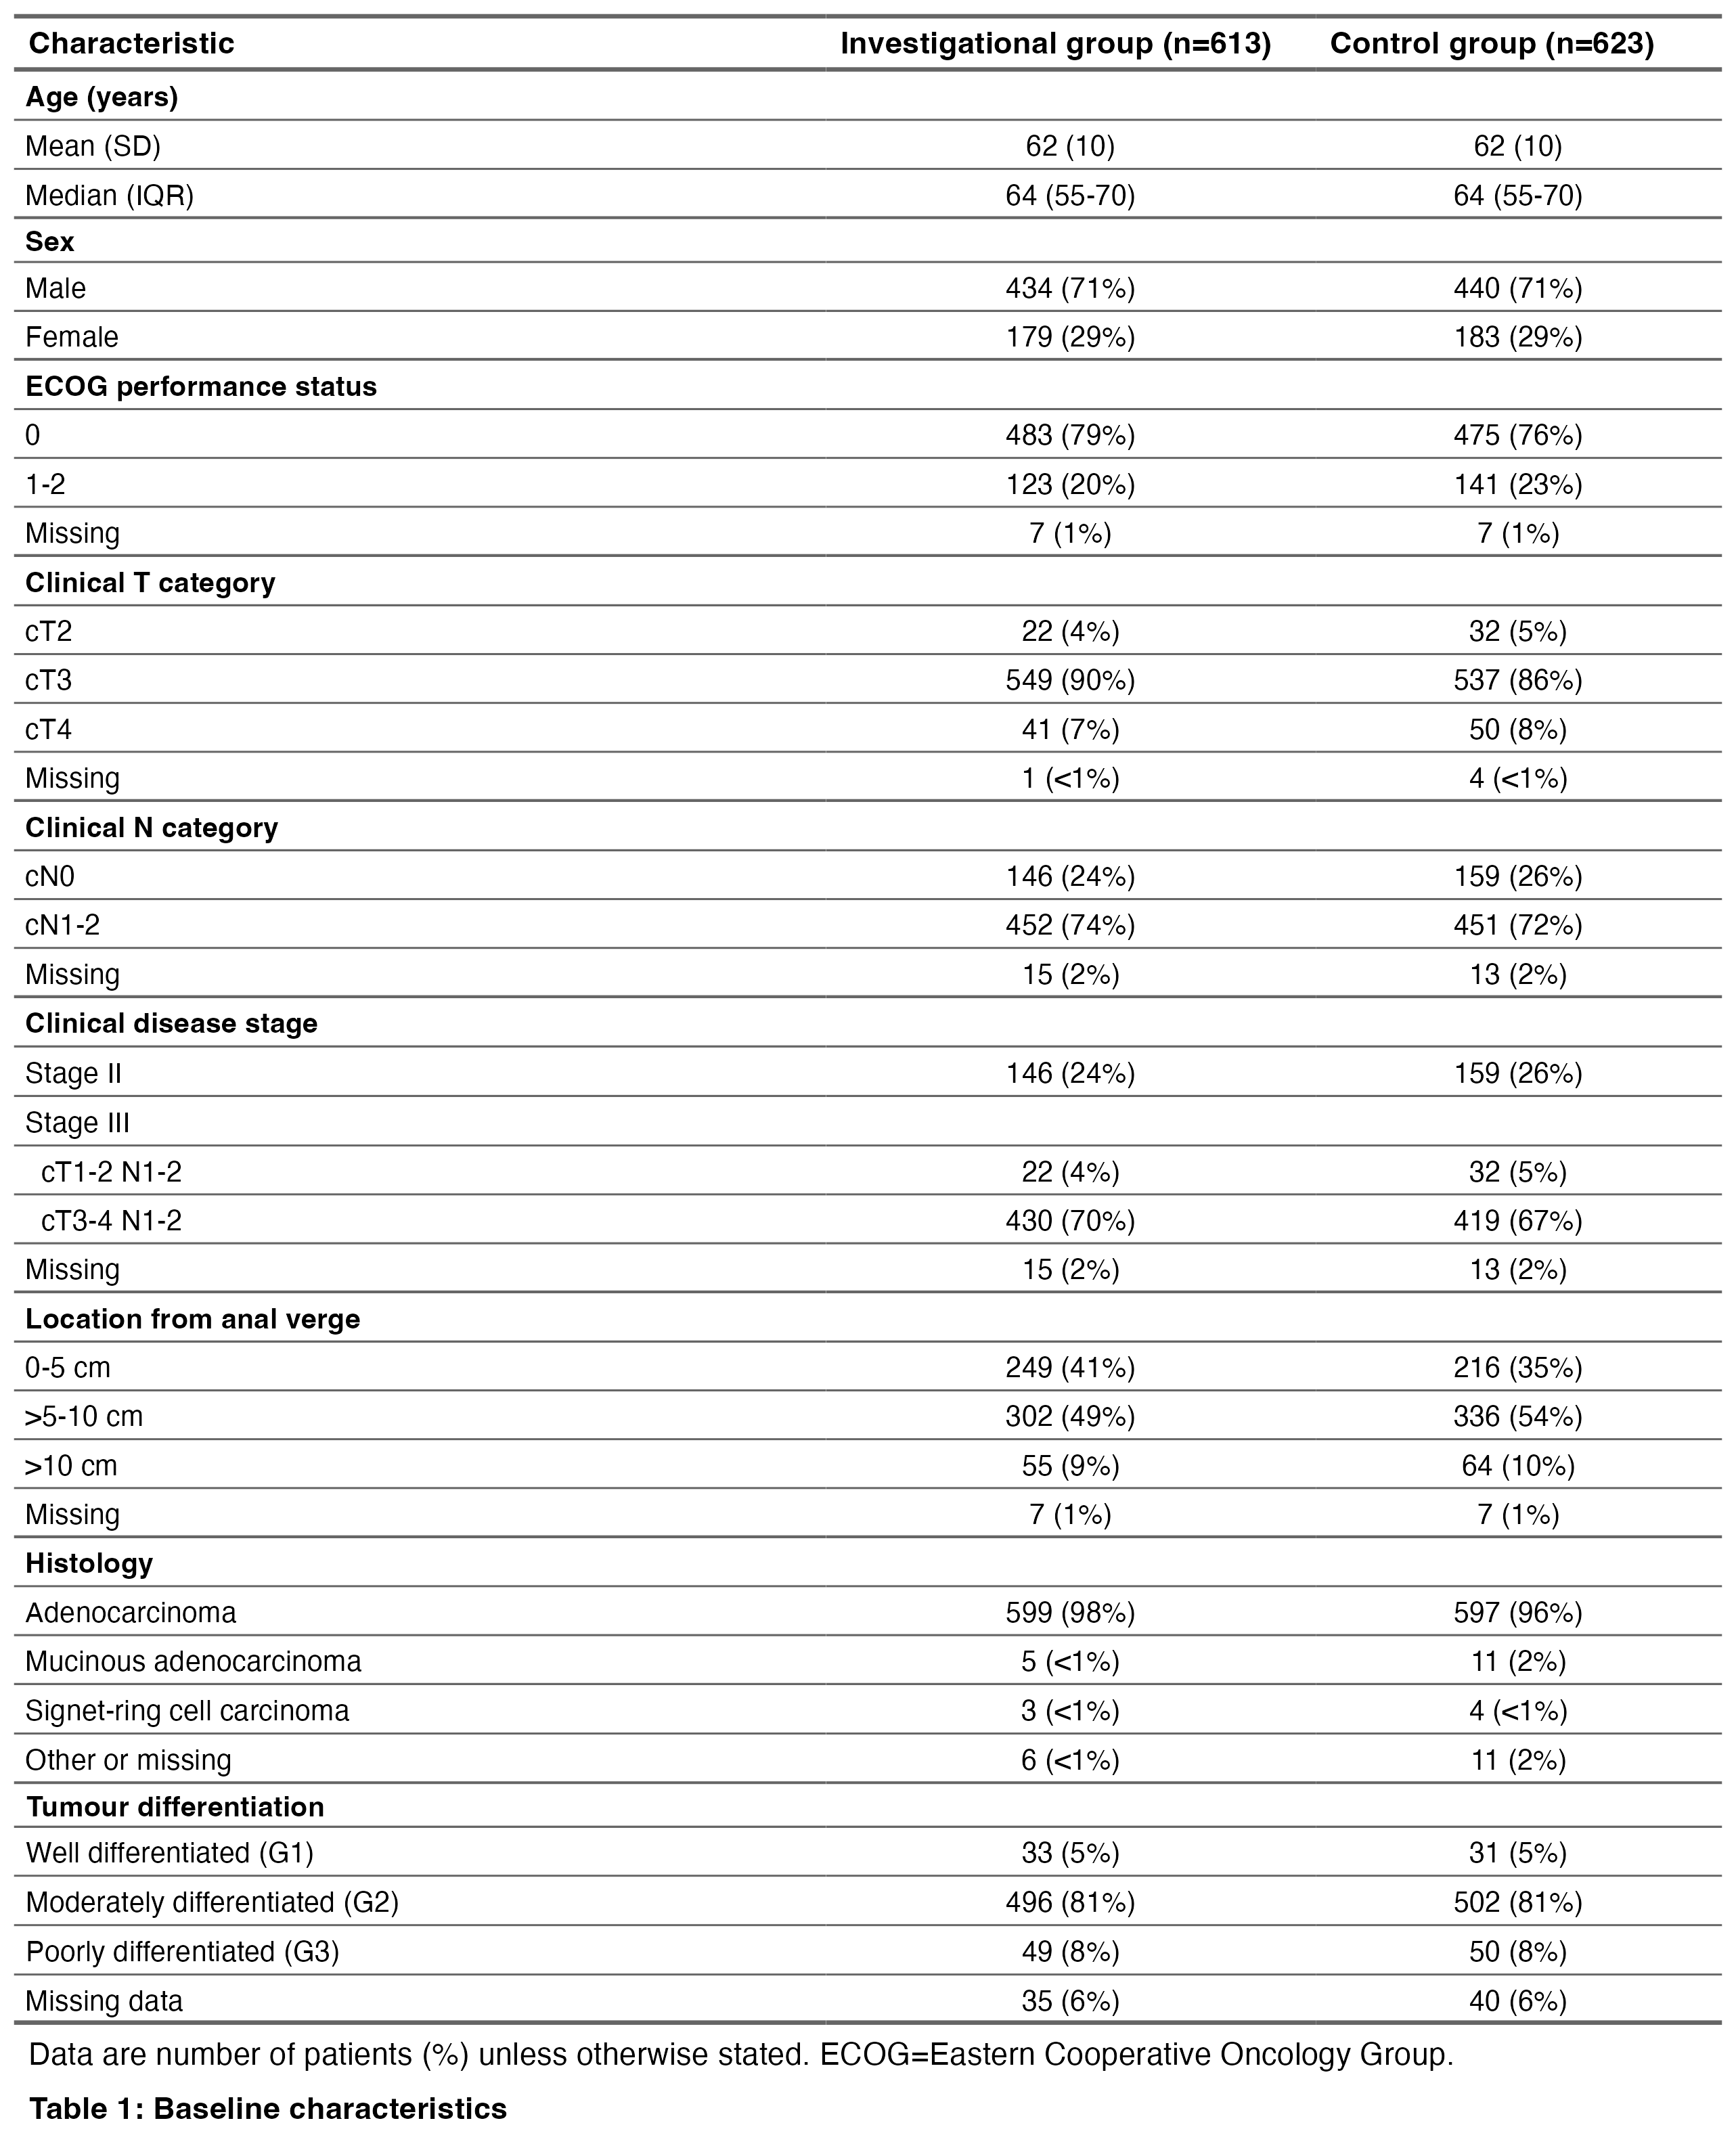 Characteristic Investigational group (n=613) Control group (n=623)
Age (years)
Mean (SD) 62 (10) 62 (10)
Median (IQR) 64 (55-70) 64 (55-70)
Sex
Male 434 (71%) 440 (71%)
Female 179 (29%) 183 (29%)
ECOG performance status
0 483 (79%) 475 (76%)
1-2 123 (20%) 141 (23%)
Missing 7 (1%) 7 (1%)
Clinical T category
cT2 22 (4%) 32 (5%)
cT3 549 (90%) 537 (86%)
cT4 41 (7%) 50 (8%)
Missing 1 (<1%) 4 (<1%)
Clinical N category
cN0 146 (24%) 159 (26%)
cN1-2 452 (74%) 451 (72%)
Missing 15 (2%) 13 (2%)
Clinical disease stage
Stage II 146 (24%) 159 (26%)
Stage III
cT1-2 N1-2 22 (4%) 32 (5%)
cT3-4 N1-2 430 (70%) 419 (67%)
Missing 15 (2%) 13 (2%)
Location from anal verge
0-5 cm 249 (41%) 216 (35%)
>5-10 cm 302 (49%) 336 (54%)
>10 cm 55 (9%) 64 (10%)
Missing 7 (1%) 7 (1%)
Histology
Adenocarcinoma 599 (98%) 597 (96%)
Mucinous adenocarcinoma 5 (<1%) 11 (2%)
Signet-ring cell carcinoma 3 (<1%) 4 (<1%)
Other or missing 6 (<1%) 11 (2%)
Tumour differentiation
Well differentiated (G1) 33 (5%) 31 (5%)
Moderately differentiated (G2) 496 (81%) 502 (81%)
Poorly differentiated (G3) 49 (8%) 50 (8%)
Missing data 35 (6%) 40 (6%)
Data are number of patients (%) unless otherwise stated. ECOG=Eastern Cooperative Oncology Group.
Table 1: Baseline characteristics